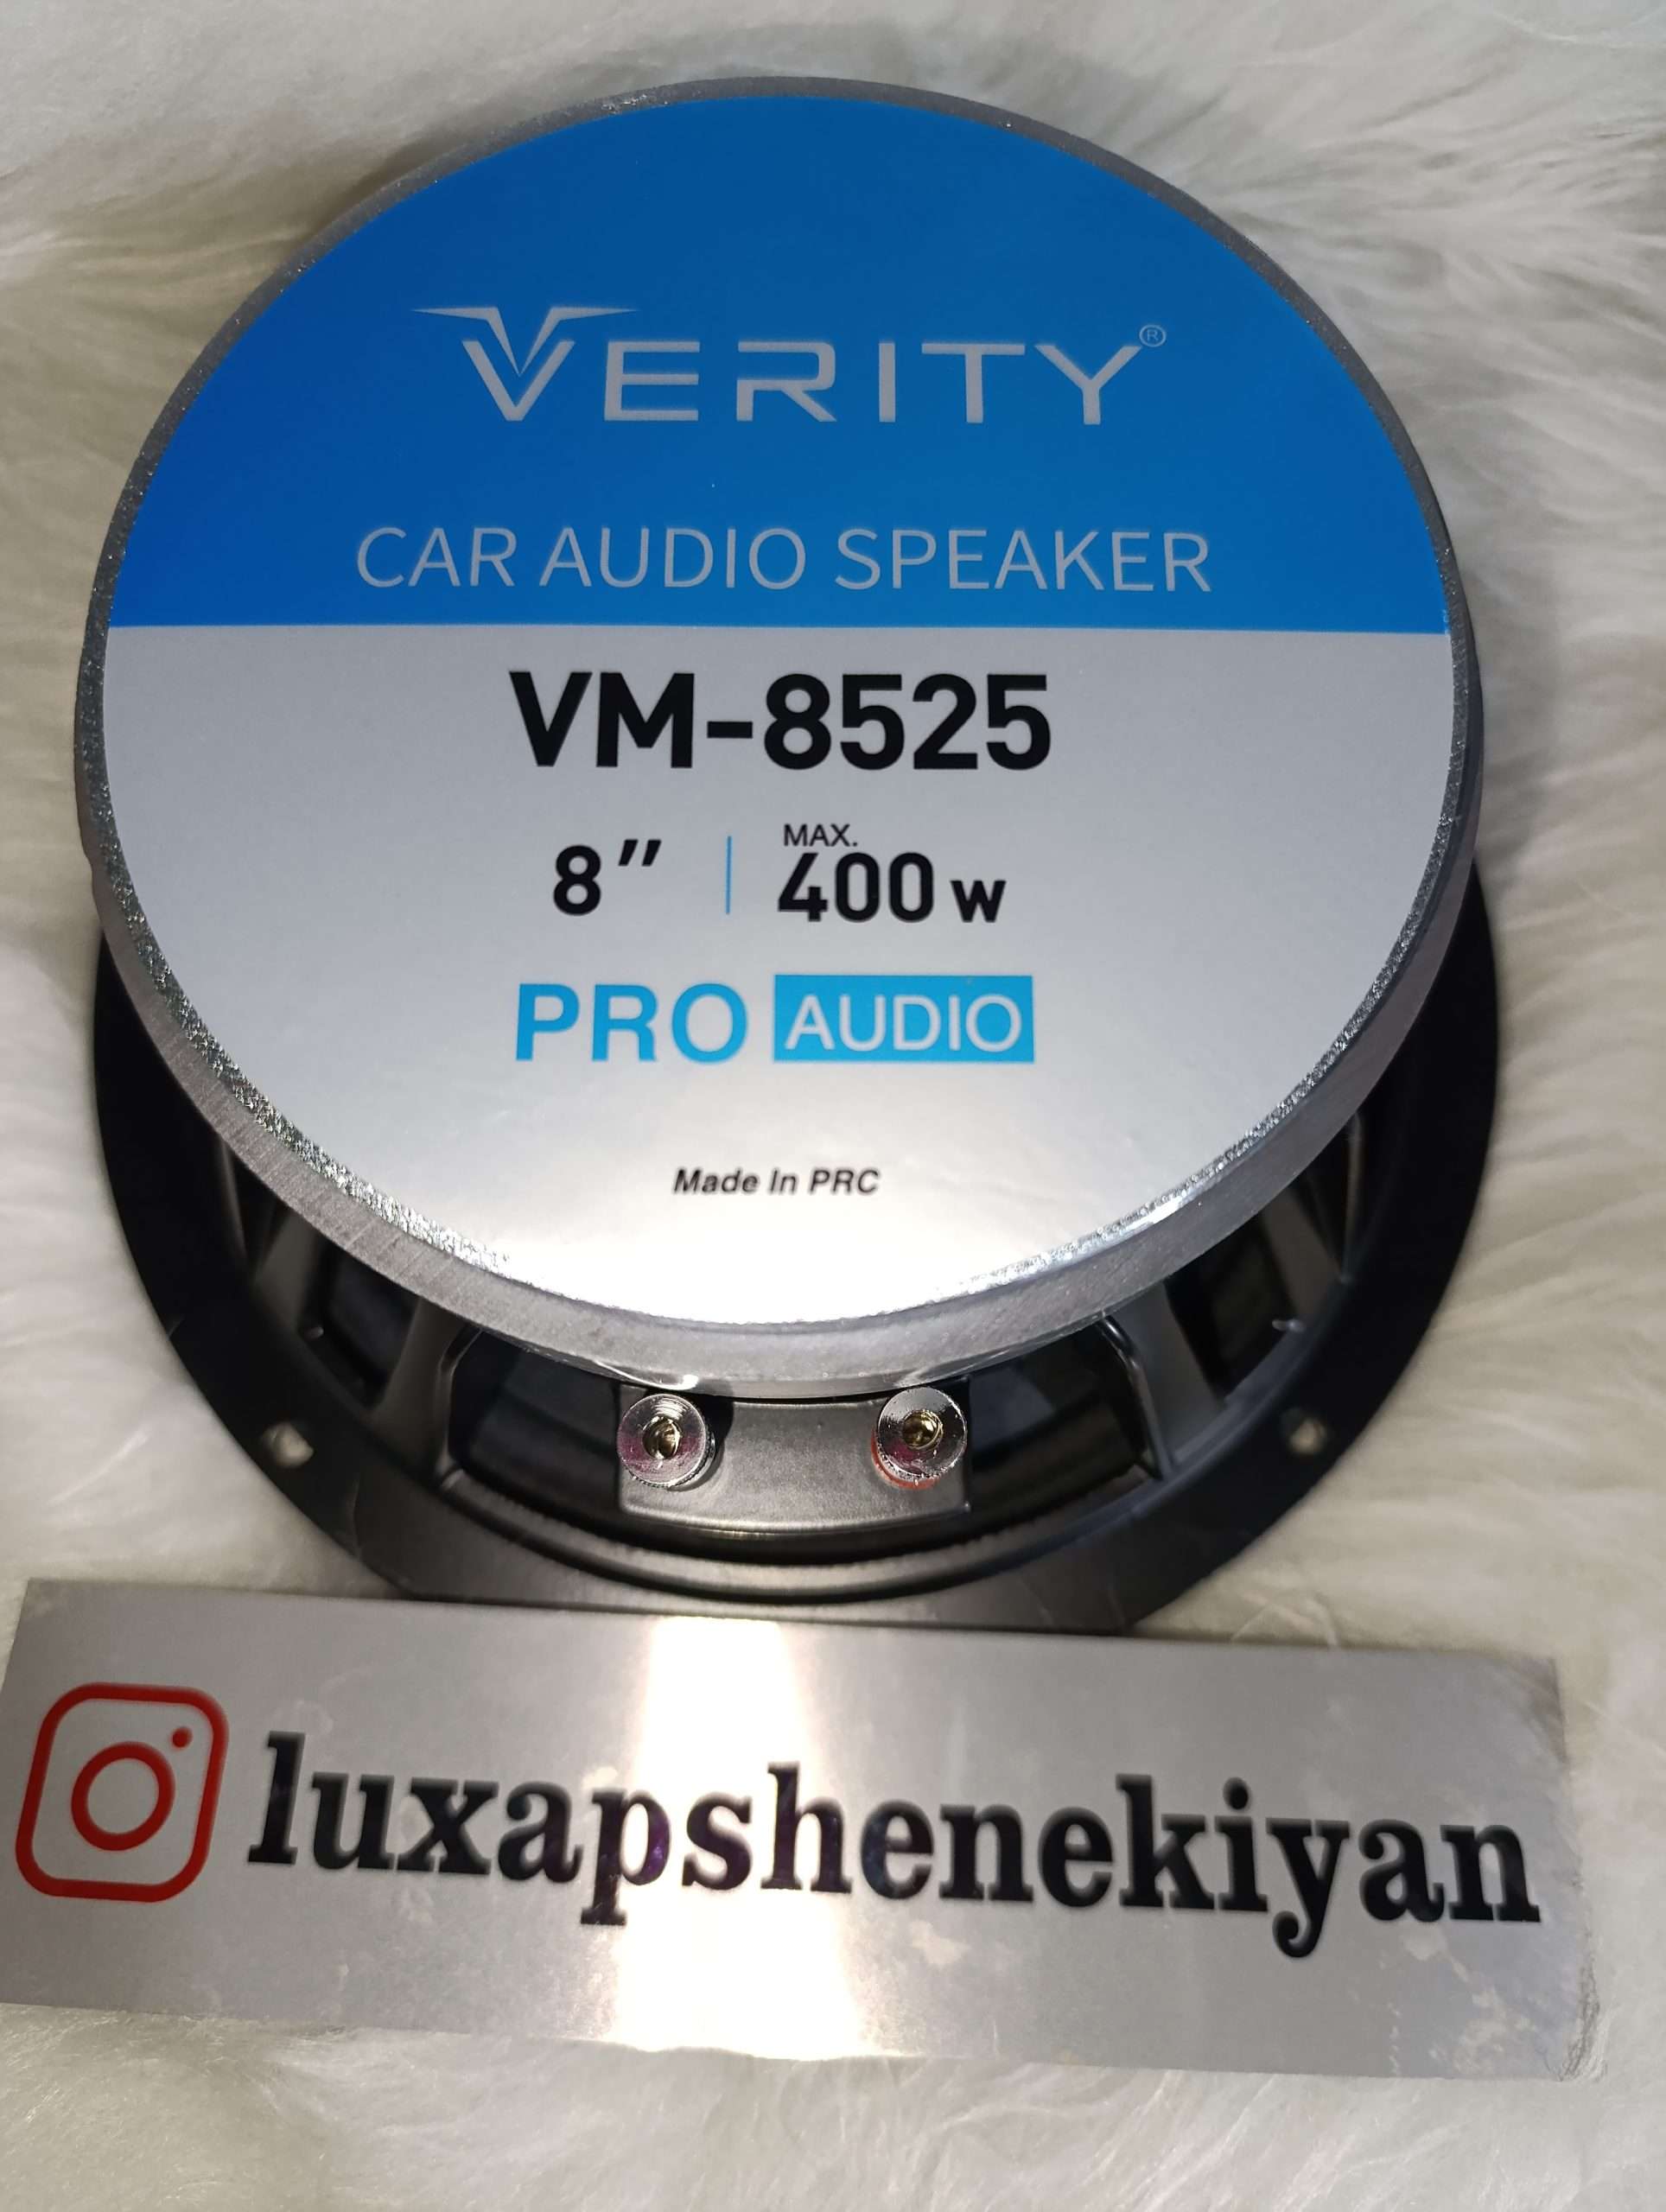 VERITY®
CAR AUDIO SPEAKER
VM-8525
8" | MAX. 400 W
PRO AUDIO
Made In PRC
luxapshenekiyan